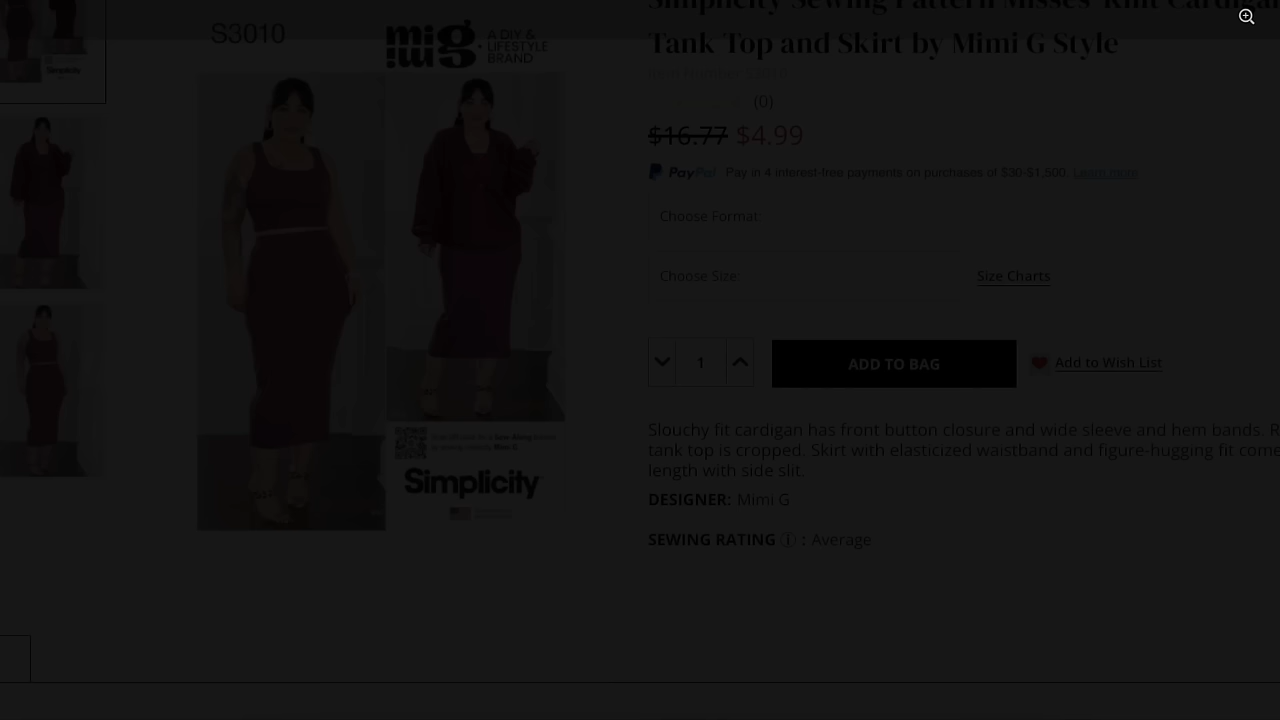 S3010
mig
mig
A DIY &
LIFESTYLE
BRAND
Simplicity
Simplicity Sewing Pattern Misses' Knit Cardigan
Tank Top and Skirt by Mimi G Style
(0)
$16.77 $4.99
PayPal Pay in 4 interest-free payments on purchases of $30-$1,500. Learn more
Choose Format
Choose Size: Size Charts
1
ADD TO BAG
Add to Wish List
Slouchy fit cardigan has front button closure and wide sleeve and hem bands. R
tank top is cropped. Skirt with elasticized waistband and figure-hugging fit come
length with side slit.
DESIGNER: Mimi G
SEWING RATING ⓘ : Average
Simplicity